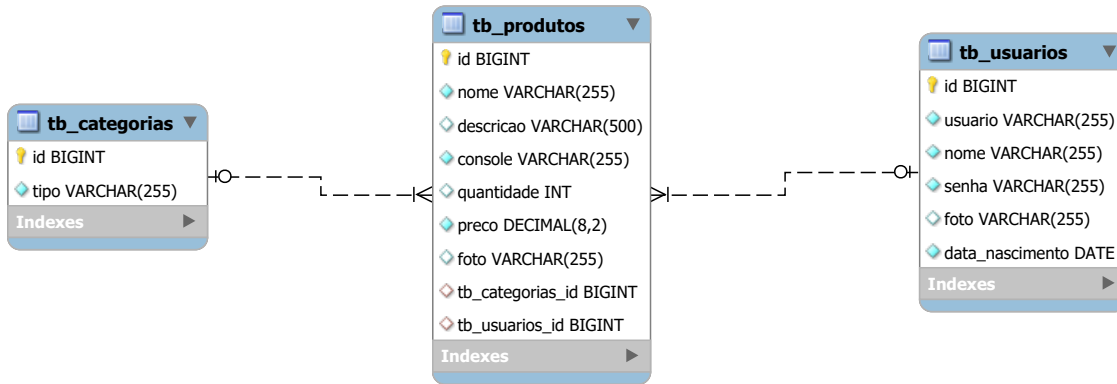 tb_categorias
id BIGINT
tipo VARCHAR(255)
Indexes
tb_produtos
id BIGINT
nome VARCHAR(255)
descricao VARCHAR(500)
console VARCHAR(255)
quantidade INT
preco DECIMAL(8,2)
foto VARCHAR(255)
tb_categorias_id BIGINT
tb_usuarios_id BIGINT
Indexes
tb_usuarios
id BIGINT
usuario VARCHAR(255)
nome VARCHAR(255)
senha VARCHAR(255)
foto VARCHAR(255)
data_nascimento DATE
Indexes